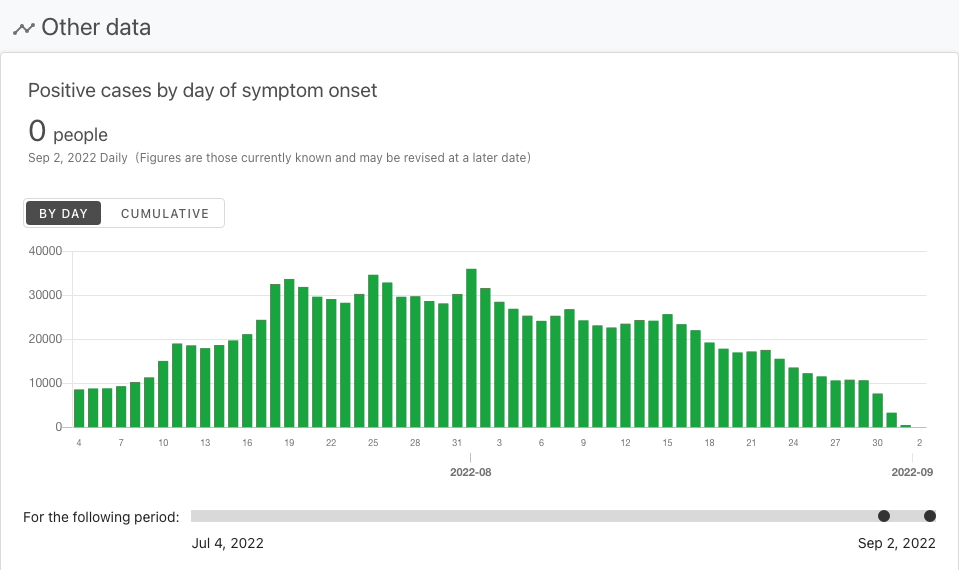 Other data
Positive cases by day of symptom onset
0 people
Sep 2, 2022 Daily (Figures are those currently known and may be revised at a later date)
BY DAY CUMULATIVE
40000
30000
20000
10000
0
4 7 10 13 16 19 22 25 28 31 3 6 9 12 15 18 21 24 27 30 2
2022-08 2022-09
For the following period:
Jul 4, 2022 Sep 2, 2022